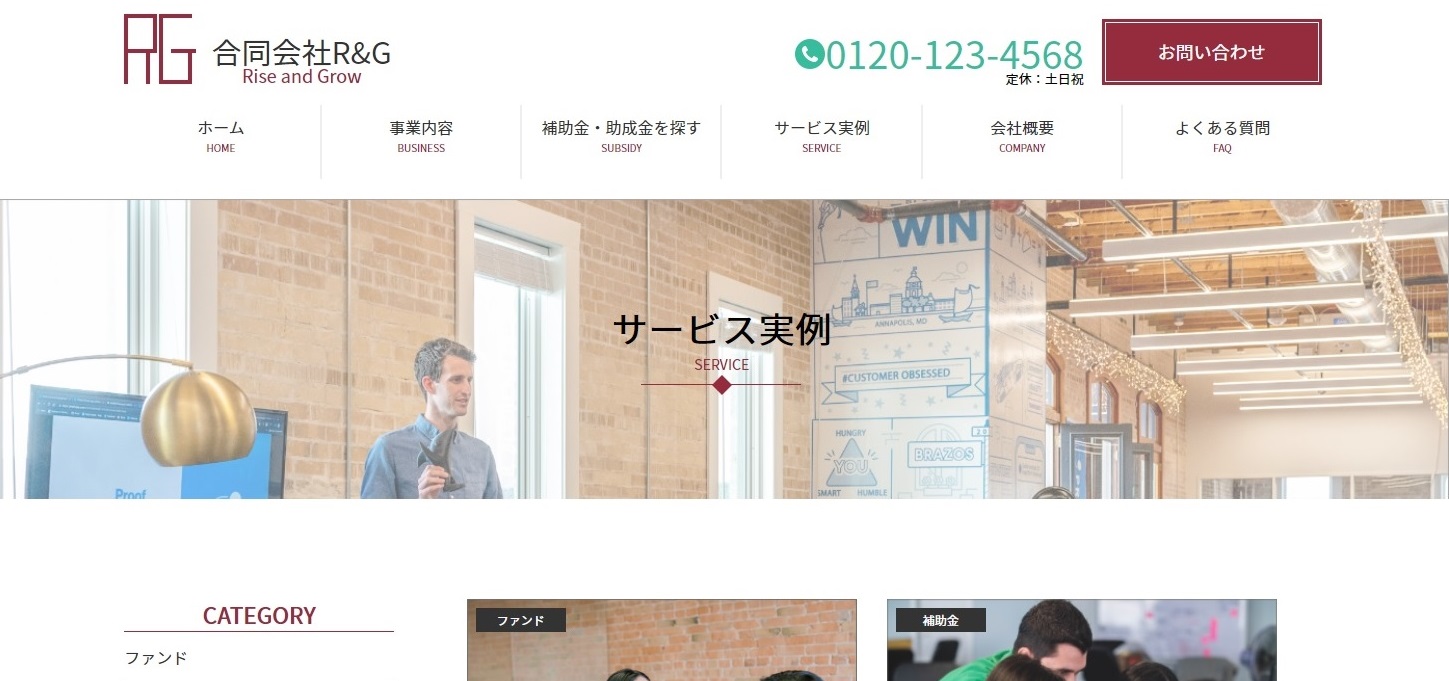 RG
合同会社R&G
Rise and Grow
0120-123-4568
定休：土日祝
お問い合わせ
ホーム
HOME
事業内容
BUSINESS
補助金・助成金を探す
SUBSIDY
サービス実例
SERVICE
会社概要
COMPANY
よくある質問
FAQ
WIN
ANNAPOLIS, MD
サービス実例
SERVICE
#CUSTOMER OBSESSED
HUNGRY
YOU
BRAZOS
SMART HUMBLE
Proof
CATEGORY
ファンド
ファンド
補助金